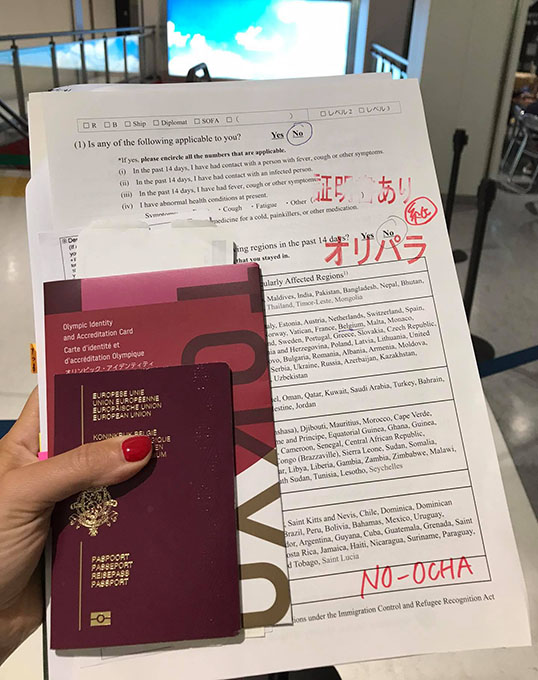 □ R □ B □ Ship □ Diplomat □ SOFA □ ( ) □ レベル2 □ レベル3
(1) Is any of the following applicable to you? Yes / No
*If yes, please encircle all the numbers that are applicable.
(i) In the past 14 days, I have had contact with a person with fever, cough or other symptoms.
(ii) In the past 14 days, I have had contact with an infected person.
(iii) In the past 14 days, I have had fever, cough or other symptoms
(iv) I have abnormal health conditions at present.
Symptoms Cough ・ Fatigue ・ Other (
medicine for a cold, painkillers, or other medication.
証明 あり
ing regions in the past 14 days? Yes No
オリパラ
that you stayed in.
ularly Affected Regions
Maldives, India, Pakistan, Bangladesh, Nepal, Bhutan,
Thailand, Timor-Leste, Mongolia
aly, Estonia, Austria, Netherlands, Switzerland, Spain,
orway, Vatican, France, Belgium, Malta, Monaco,
nd, Sweden, Portugal, Greece, Slovakia, Czech Republic,
ia and Herzegovina, Poland, Latvia, Lithuania, United
ovo, Bulgaria, Romania, Albania, Armenia, Moldova,
Serbia, Ukraine, Russia, Azerbaijan, Kazakhstan,
Uzbekistan
el, Oman, Qatar, Kuwait, Saudi Arabia, Turkey, Bahrain,
lestine, Jordan
shasa), Djibouti, Mauritius, Morocco, Cape Verde,
me and Principe, Equatorial Guinea, Ghana, Guinea,
Cameroon, Senegal, Central African Republic,
ongo (Brazzaville), Sierra Leone, Sudan, Somalia,
ar, Libya, Liberia, Gambia, Zambia, Zimbabwe, Malawi,
uth Sudan, Tunisia, Lesotho, Seychelles
, Saint Kitts and Nevis, Chile, Dominica, Dominican
Brazil, Peru, Bolivia, Bahamas, Mexico, Uruguay,
dor, Argentina, Guyana, Cuba, Guatemala, Grenada, Saint
osta Rica, Jamaica, Haiti, Nicaragua, Suriname, Paraguay,
d Tobago, Saint Lucia
NO-OCHA
ions under the Immigration Control and Refugee Recognition Act
TOKYO
Olympic Identity
and Accreditation Card
Carte d'identité et
d'accréditation Olympique
オリンピック・アイデンティティ
EUROPESE UNIE
UNION EUROPÉENNE
EUROPÄISCHE UNION
EUROPEAN UNION
KONINKRIJK BELGIË
PASPOORT
PASSEPORT
REISEPASS
PASSPORT